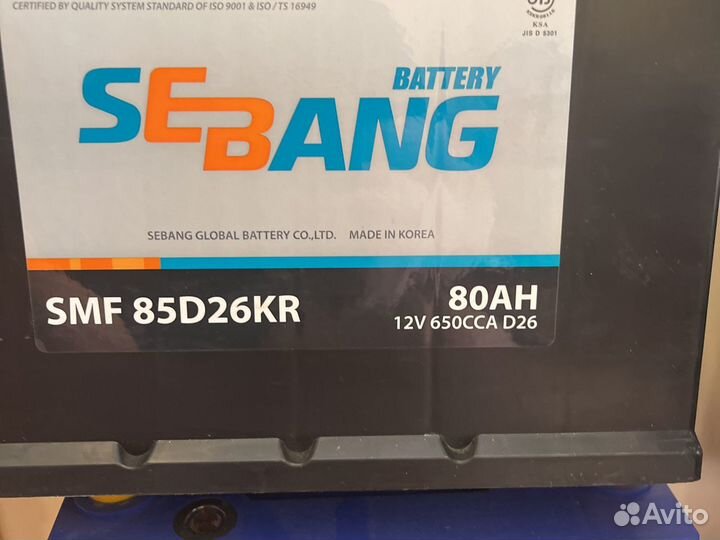 CERTIFIED BY QUALITY SYSTEM STANDARD OF ISO 9001 & ISO / TS 16949
KSA
JIS D 5301
BATTERY
SEBANG
SEBANG GLOBAL BATTERY CO.,LTD. MADE IN KOREA
SMF 85D26KR
80AH
12V 650CCA D26
Avito